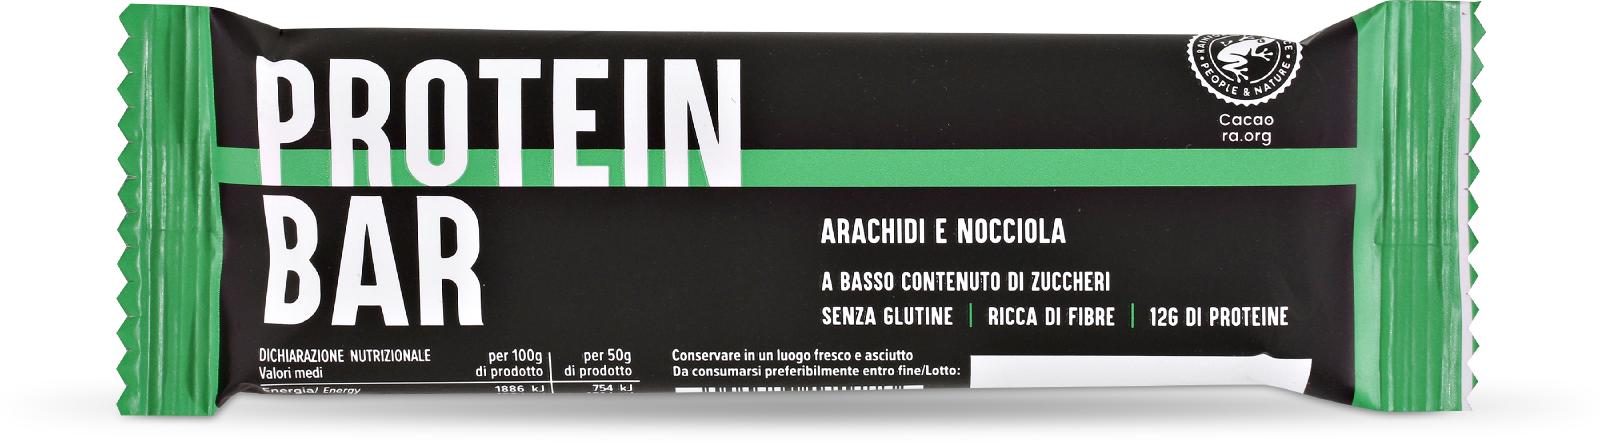 PROTEIN
BAR
PEOPLE & NATURE
Cacao
ra.org
ARACHIDI E NOCCIOLA
A BASSO CONTENUTO DI ZUCCHERI
SENZA GLUTINE | RICCA DI FIBRE | 12G DI PROTEINE
DICHIARAZIONE NUTRIZIONALE per 100g per 50g
Valori medi di prodotto di prodotto
Energia/ Energy 1886 kJ 754 kJ
Conservare in un luogo fresco e asciutto
Da consumarsi preferibilmente entro fine/Lotto: